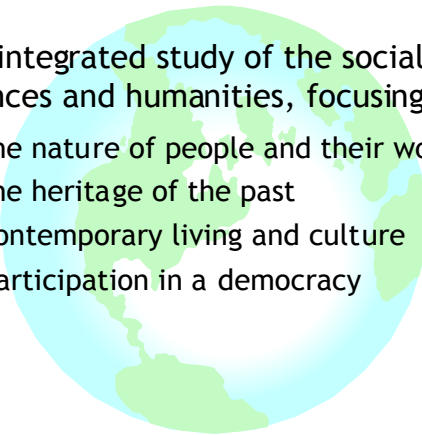 integrated study of the social
nces and humanities, focusing
he nature of people and their wo
he heritage of the past
ontemporary living and culture
articipation in a democracy